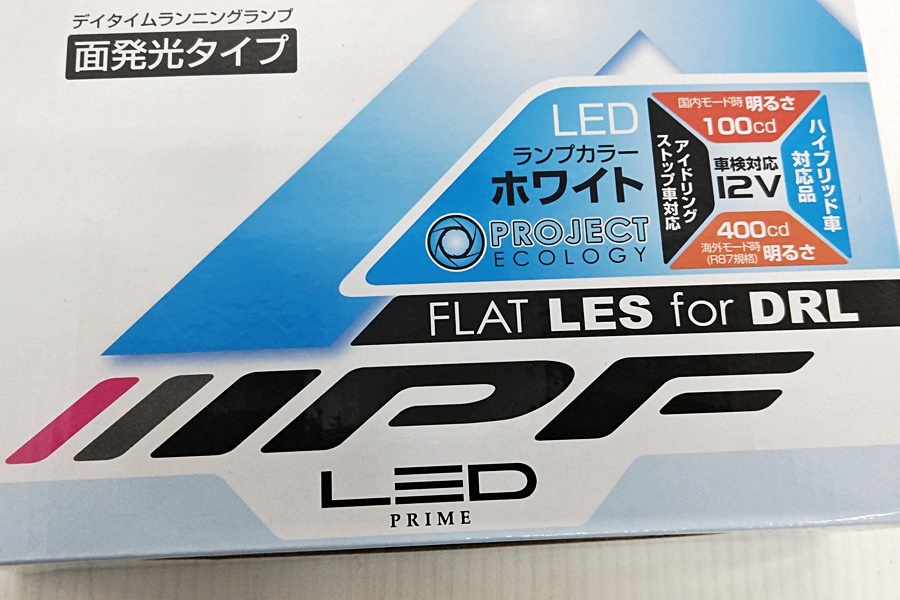 デイタイムランニングランプ
面発光タイプ
LED
ランプカラー
ホワイト
PROJECT
ECOLOGY
国内モード時 明るさ
100cd
アイドリング
ストップ車対応
車検対応
12V
ハイブリッド車
対応品
400cd
海外モード時
(R87規格) 明るさ
FLAT LES for DRL
IPF
LED
PRIME